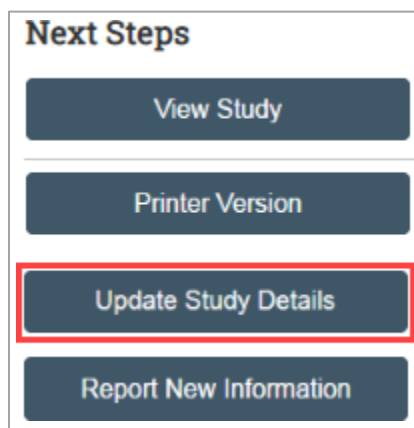 Next Steps
View Study
Printer Version
Update Study Details
Report New Information